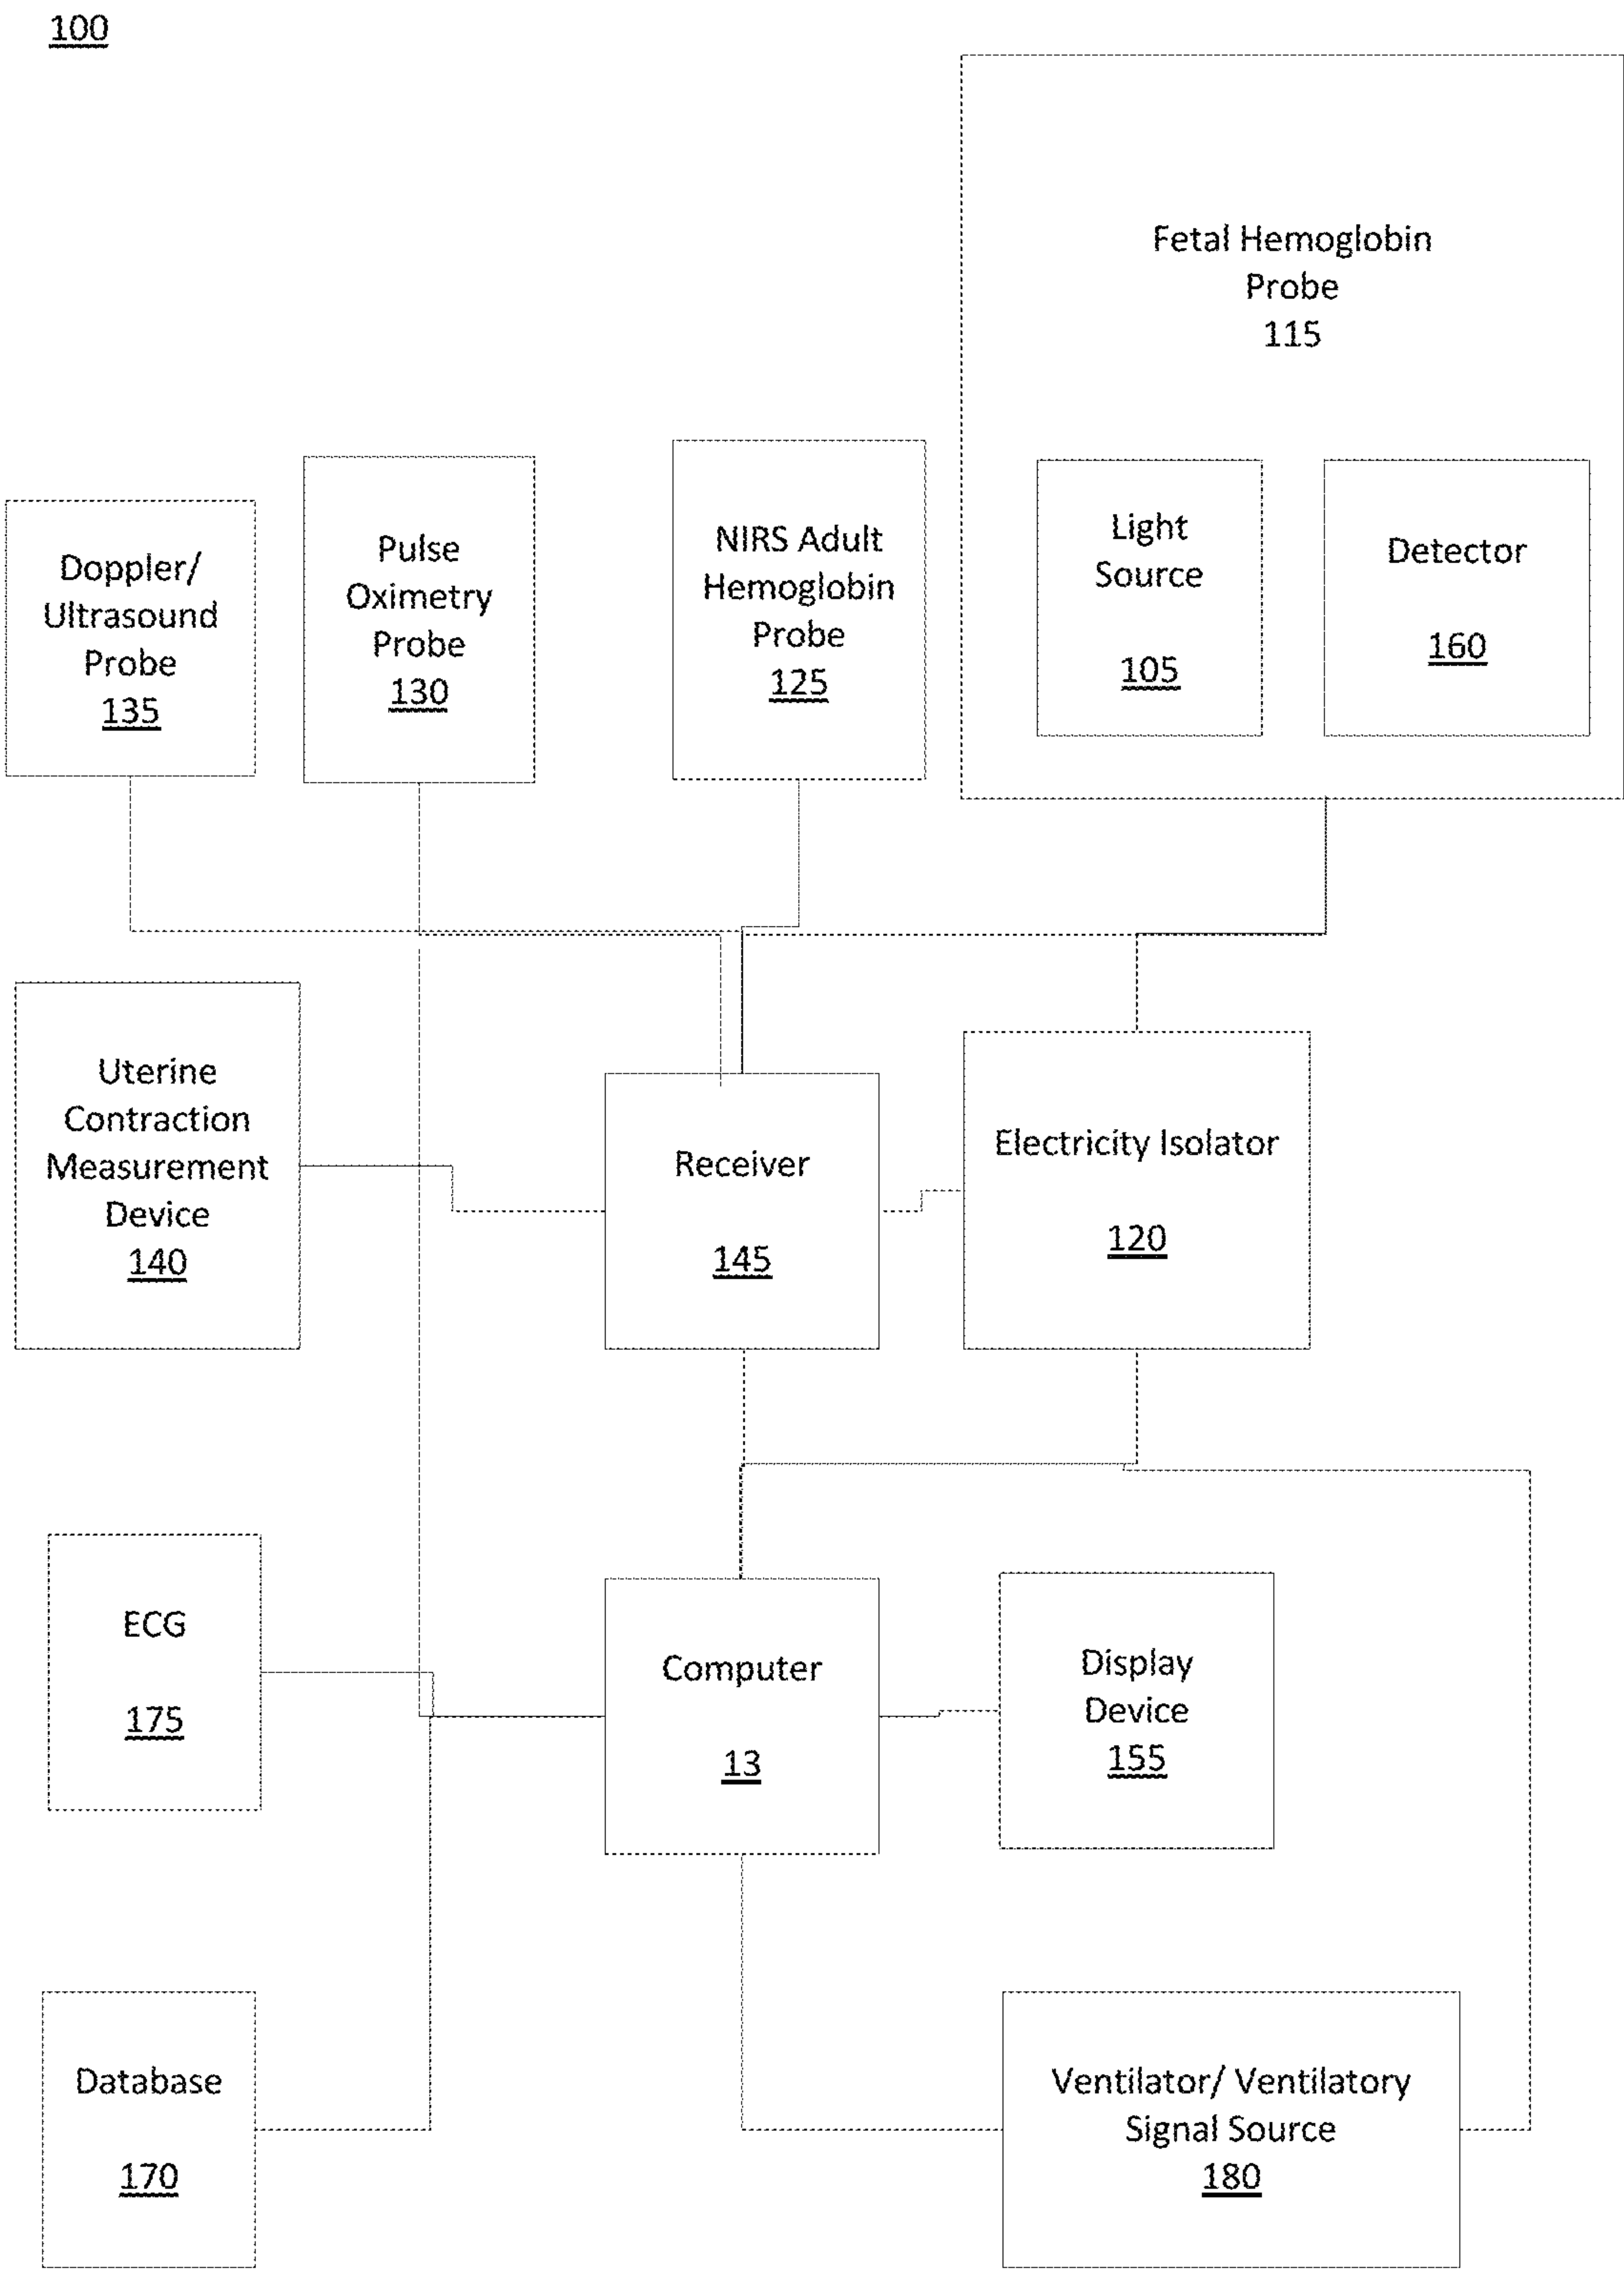 100
Fetal Hemoglobin
Probe
115
Light
Source
105
Detector
160
NIRS Adult
Hemoglobin
Probe
125
Pulse
Oximetry
Probe
130
Doppler/
Ultrasound
Probe
135
Uterine
Contraction
Measurement
Device
140
Receiver
145
Electricity Isolator
120
ECG
175
Computer
13
Display
Device
155
Database
170
Ventilator/ Ventilatory
Signal Source
180